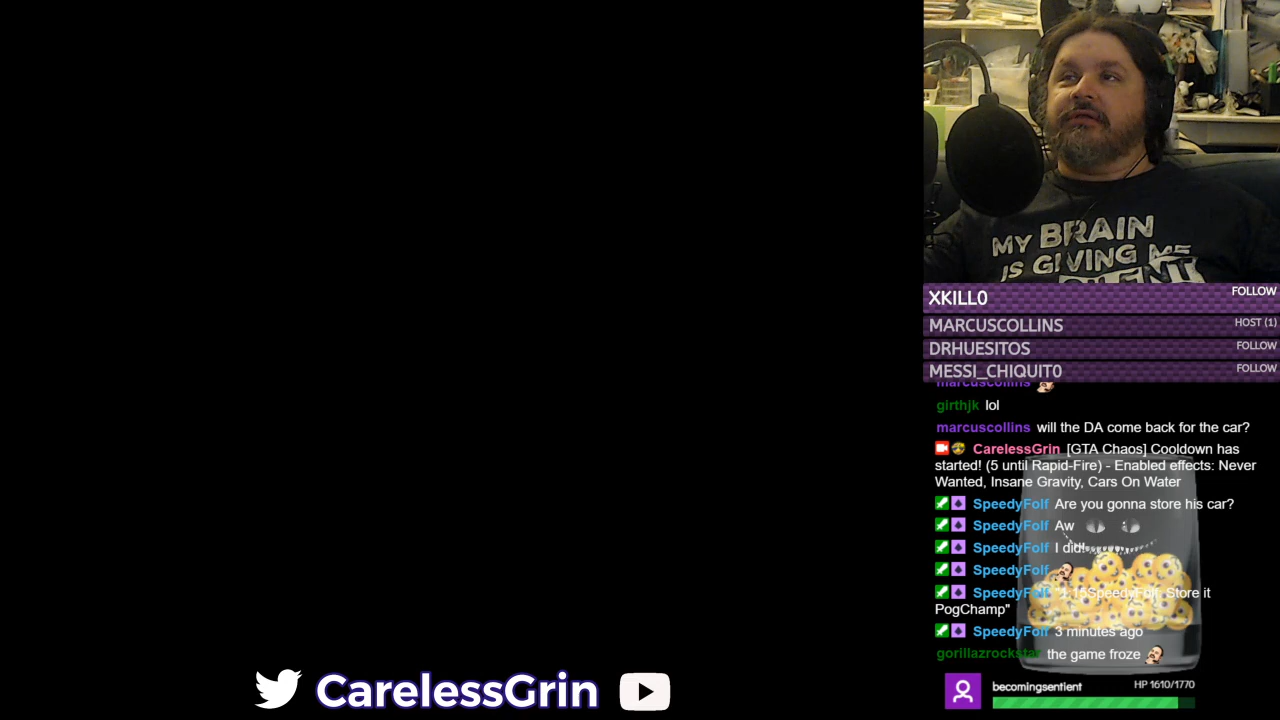 MY BRAIN
IS GIVING ME
XKILL0
FOLLOW
MARCUSCOLLINS
HOST (1)
DRHUESITOS
FOLLOW
MESSI_CHIQUIT0
FOLLOW
marcuscollins
girthjk lol
marcuscollins will the DA come back for the car?
CarelessGrin [GTA Chaos] Cooldown has
started! (5 until Rapid-Fire) - Enabled effects: Never
Wanted, Insane Gravity, Cars On Water
SpeedyFolf Are you gonna store his car?
SpeedyFolf Aw
SpeedyFolf I did!
SpeedyFolf
SpeedyFolf Store it
PogChamp"
SpeedyFolf 3 minutes ago
gorillazrockstar the game froze
becomingsentient
HP 1610/1770
CarelessGrin